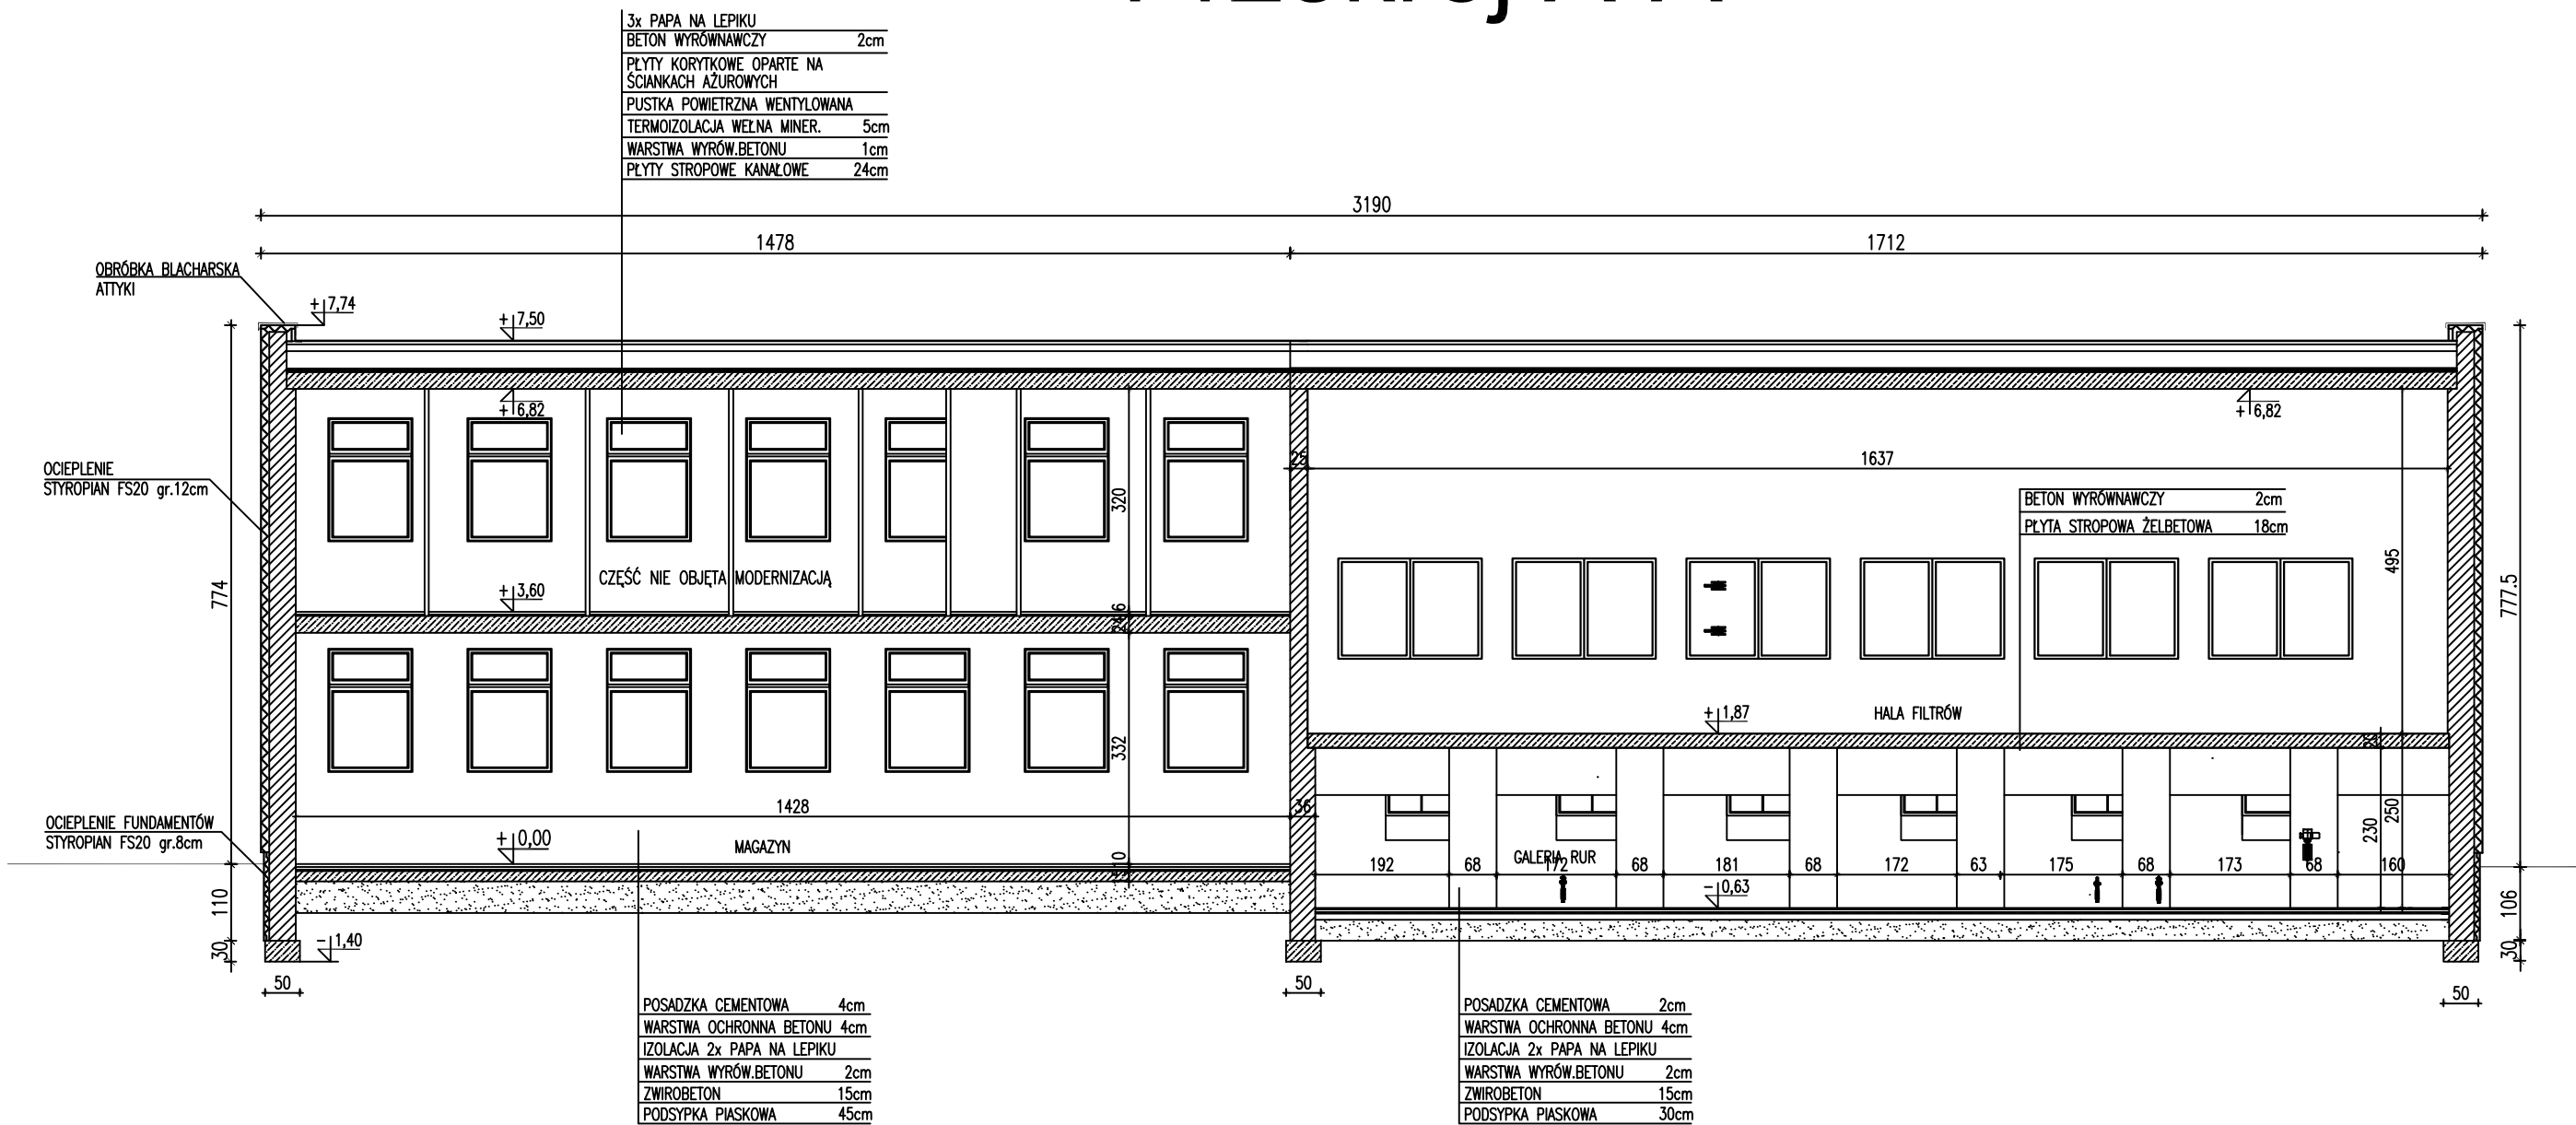 3x PAPA NA LEPIKU
BETON WYRÓWNAWCZY 2cm
PŁYTY KORYTKOWE OPARTE NA
ŚCIANKACH AŻUROWYCH
PUSTKA POWIETRZNA WENTYLOWANA
TERMOIZOLACJA WEŁNA MINER. 5cm
WARSTWA WYRÓW.BETONU 1cm
PŁYTY STROPOWE KANAŁOWE 24cm
3190
1478 1712
OBRÓBKA BLACHARSKA
ATTYKI
+7,74
+7,50
+6,82
+6,82
25
1637
OCIEPLENIE
STYROPIAN FS20 gr.12cm
320
BETON WYRÓWNAWCZY 2cm
PŁYTA STROPOWA ŻELBETOWA 18cm
495
CZĘŚĆ NIE OBJĘTA MODERNIZACJĄ
774
+3,60
777.5
+1,87
HALA FILTRÓW
332
20
1428
36
250
230
OCIEPLENIE FUNDAMENTÓW
STYROPIAN FS20 gr.8cm
+0,00
MAGAZYN
GALERIA RUR
192 68 172 68 181 68 172 63 175 68 173 68 160
-0,63
110
106
30
-1,40
30
50
50
50
POSADZKA CEMENTOWA 4cm
WARSTWA OCHRONNA BETONU 4cm
IZOLACJA 2x PAPA NA LEPIKU
WARSTWA WYRÓW.BETONU 2cm
ZWIROBETON 15cm
PODSYPKA PIASKOWA 45cm
POSADZKA CEMENTOWA 2cm
WARSTWA OCHRONNA BETONU 4cm
IZOLACJA 2x PAPA NA LEPIKU
WARSTWA WYRÓW.BETONU 2cm
ZWIROBETON 15cm
PODSYPKA PIASKOWA 30cm